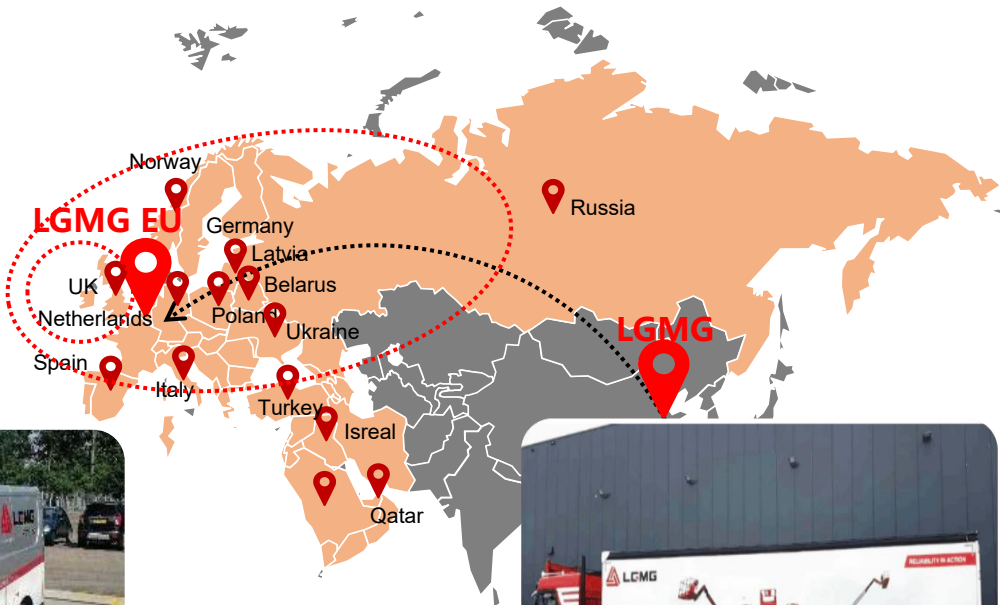 Norway
Russia
LGMG EU
Germany
Latvia
UK
Belarus
Netherlands
Poland
Ukraine
LGMG
Spain
Italy
Turkey
Isreal
Qatar
LGMG
RELIABILITY IN ACTION
LGMG